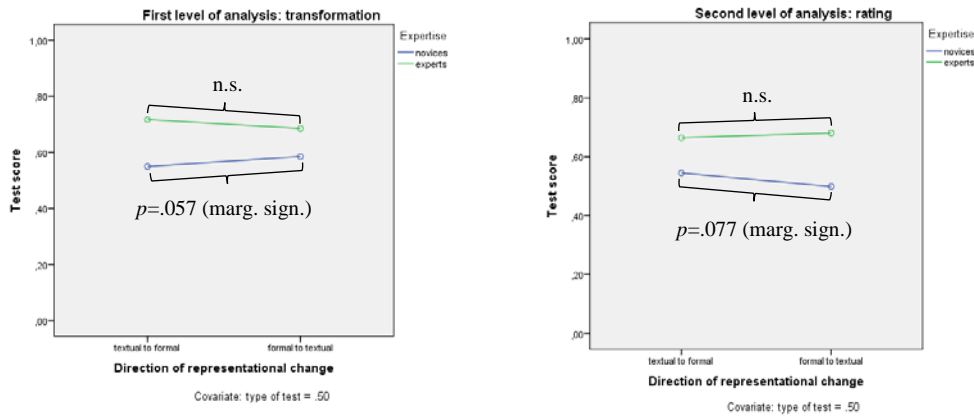 First level of analysis: transformation
Expertise
novices
experts
1,00
,80
,60
,40
,20
,00
Test score
n.s.
p=.057 (marg. sign.)
textual to formal
formal to textual
Direction of representational change
Covariate: type of test = .50
Second level of analysis: rating
Expertise
novices
experts
1,00
,80
,60
,40
,20
,00
Test score
n.s.
p=.077 (marg. sign.)
textual to formal
formal to textual
Direction of representational change
Covariate: type of test = .50